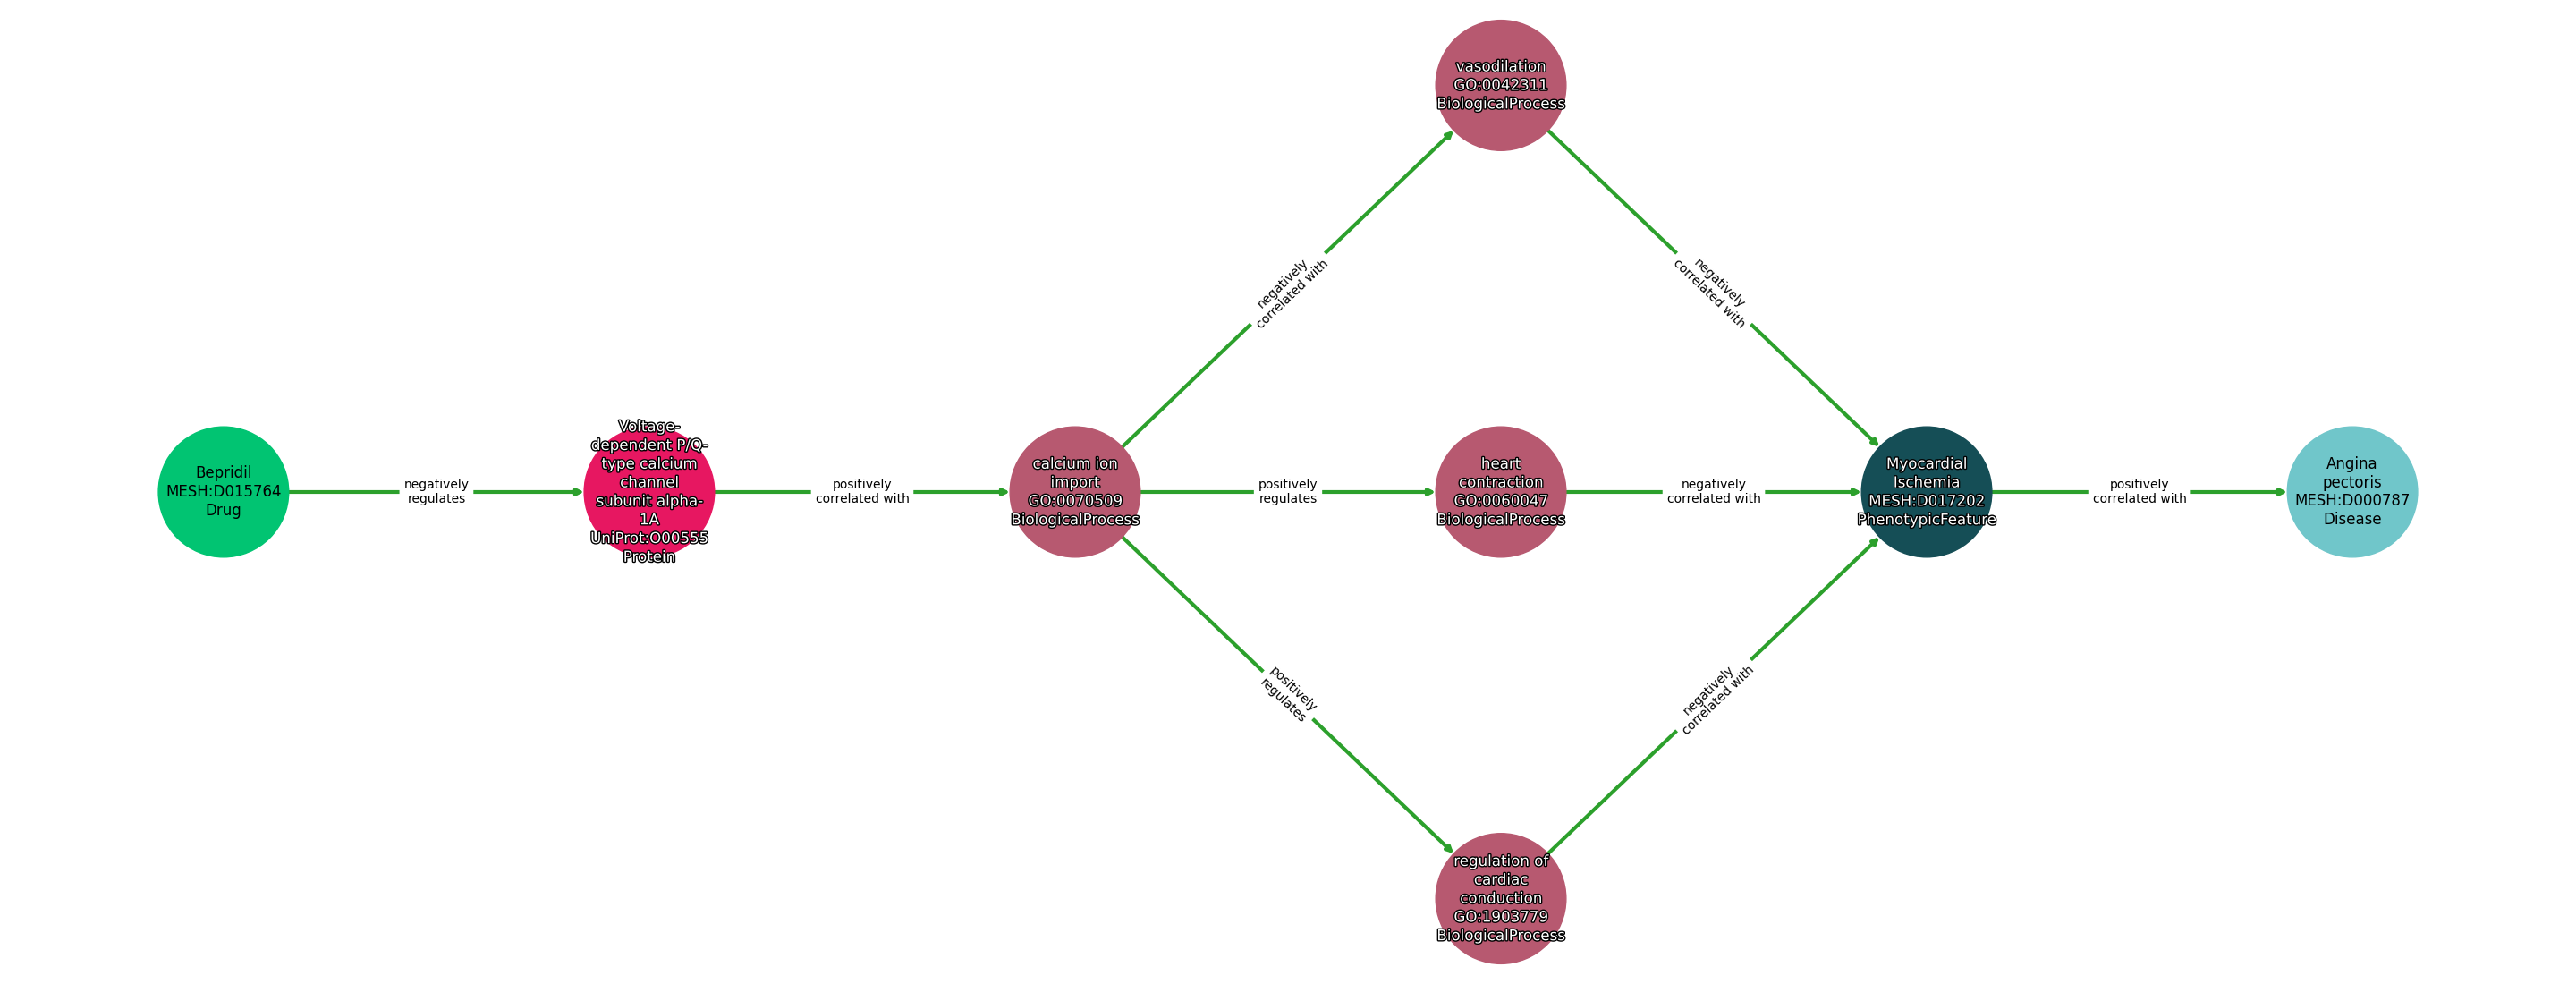 vasodilation
GO:0042311
BiologicalProcess
negatively
correlated with
negatively
correlated with
Bepridil
MESH:D015764
Drug
negatively
regulates
Voltage-
dependent P/Q-
type calcium
channel
subunit alpha-
1A
UniProt:O00555
Protein
positively
correlated with
calcium ion
import
GO:0070509
BiologicalProcess
positively
regulates
heart
contraction
GO:0060047
BiologicalProcess
negatively
correlated with
Myocardial
Ischemia
MESH:D017202
PhenotypicFeature
positively
correlated with
Angina
pectoris
MESH:D000787
Disease
positively
regulates
negatively
correlated with
regulation of
cardiac
conduction
GO:1903779
BiologicalProcess